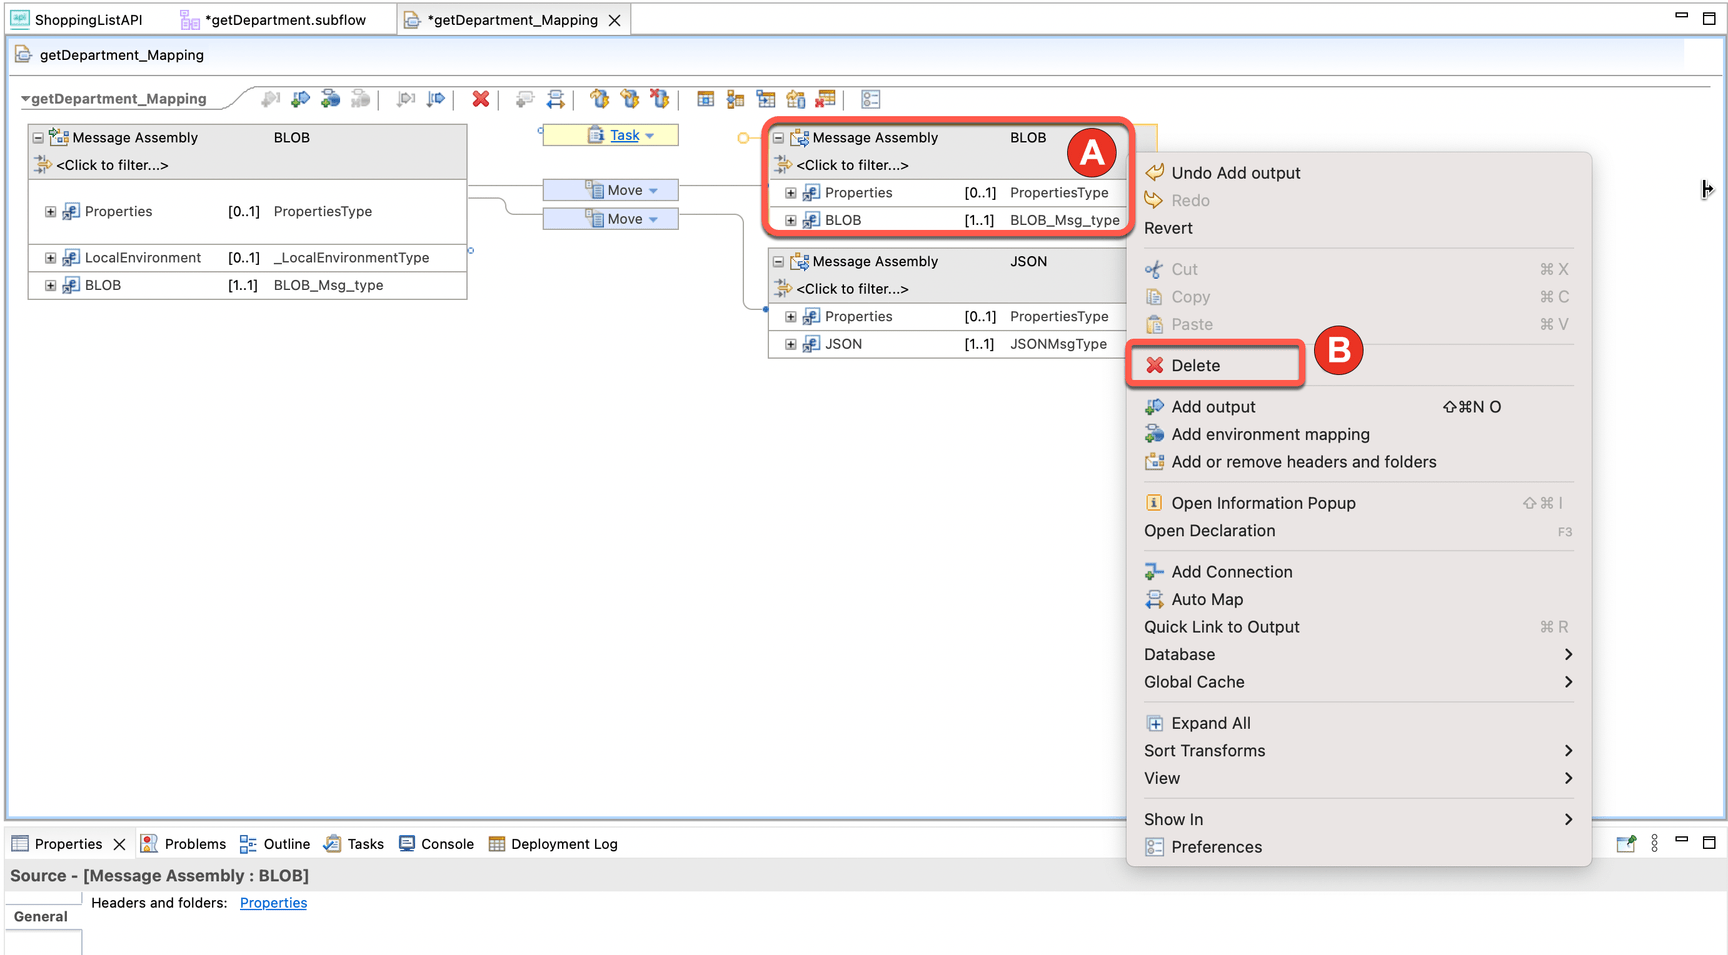 ShoppingListAPI
*getDepartment.subflow
*getDepartment_Mapping
getDepartment_Mapping
getDepartment_Mapping
Message Assembly BLOB
<Click to filter...>
Properties [0..1] PropertiesType
LocalEnvironment [0..1] _LocalEnvironmentType
BLOB [1..1] BLOB_Msg_type
Task
Move
Move
Message Assembly BLOB
<Click to filter...>
Properties [0..1] PropertiesType
BLOB [1..1] BLOB_Msg_type
A
Message Assembly JSON
<Click to filter...>
Properties [0..1] PropertiesType
JSON [1..1] JSONMsgType
Undo Add output
Redo
Revert
Cut ⌘ X
Copy ⌘ C
Paste ⌘ V
Delete
B
Add output ⇧⌘N O
Add environment mapping
Add or remove headers and folders
Open Information Popup ⇧ ⌘ I
Open Declaration F3
Add Connection
Auto Map
Quick Link to Output ⌘ R
Database
Global Cache
Expand All
Sort Transforms
View
Show In
Preferences
Properties
Problems
Outline
Tasks
Console
Deployment Log
Source - [Message Assembly : BLOB]
General
Headers and folders: Properties